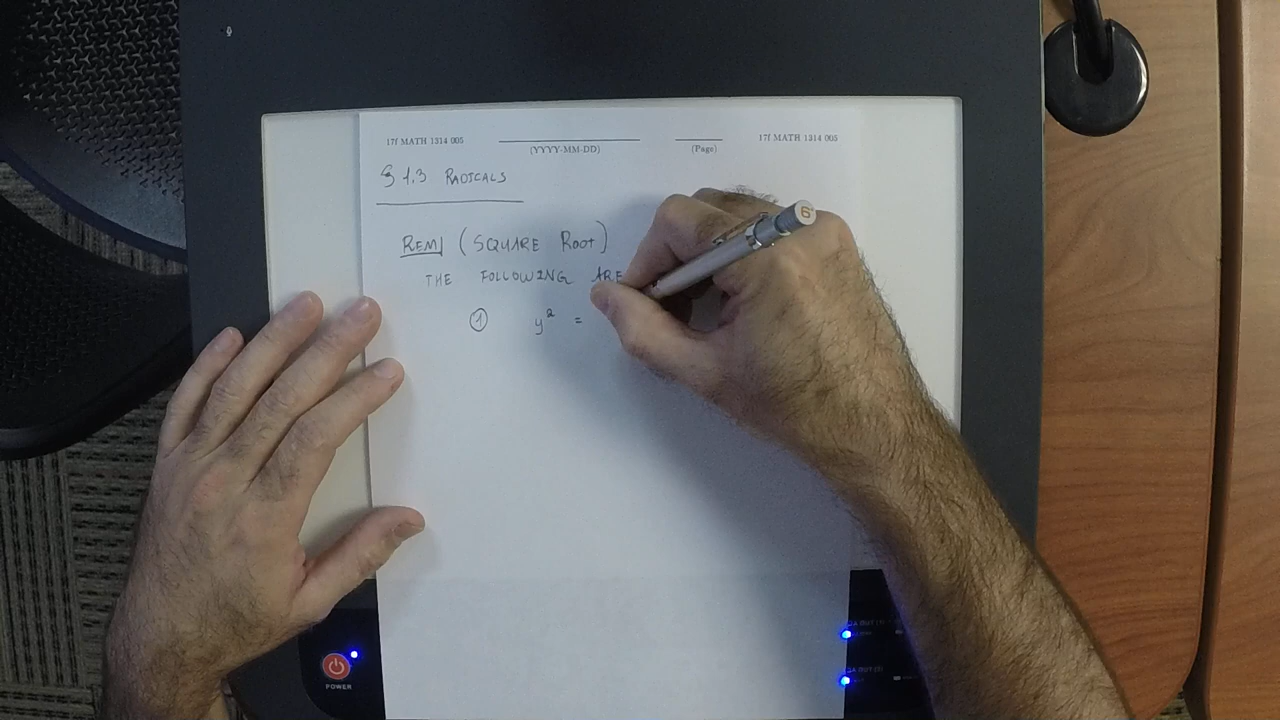 17f MATH 1314 005 (YYYY-MM-DD) (Page) 17f MATH 1314 005
§ 1.3 RADICALS
REM (SQUARE ROOT)
THE FOLLOWING ARE
① y² =
POWER